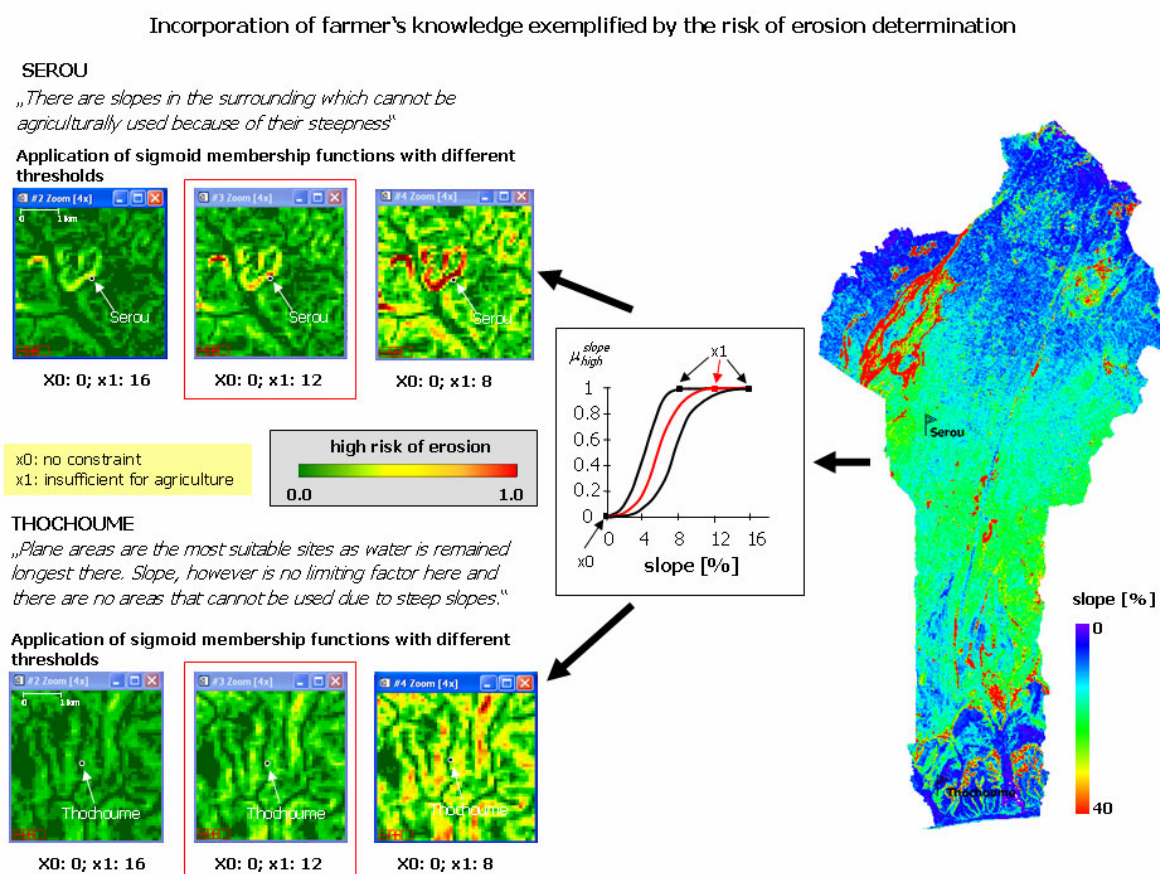 Incorporation of farmer's knowledge exemplified by the risk of erosion determination
SEROU
„There are slopes in the surrounding which cannot be
agriculturally used because of their steepness“
Application of sigmoid membership functions with different
thresholds
#2 Zoom [4x]
#3 Zoom [4x]
#4 Zoom [4x]
0 1km
Serou
Serou
Serou
X0: 0; x1: 16
X0: 0; x1: 12
X0: 0; x1: 8
x0: no constraint
x1: insufficient for agriculture
high risk of erosion
0.0 1.0
μ slope high
x1
1
0.8
0.6
0.4
0.2
0
0 4 8 12 16
x0
slope [%]
Serou
Thochoume
slope [%]
0
40
THOCHOUME
„Plane areas are the most suitable sites as water is remained
longest there. Slope, however is no limiting factor here and
there are no areas that cannot be used due to steep slopes.“
Application of sigmoid membership functions with different
thresholds
#2 Zoom [4x]
#3 Zoom [4x]
#4 Zoom [4x]
0 1km
Thochoume
Thochoume
Thochoume
X0: 0; x1: 16
X0: 0; x1: 12
X0: 0; x1: 8